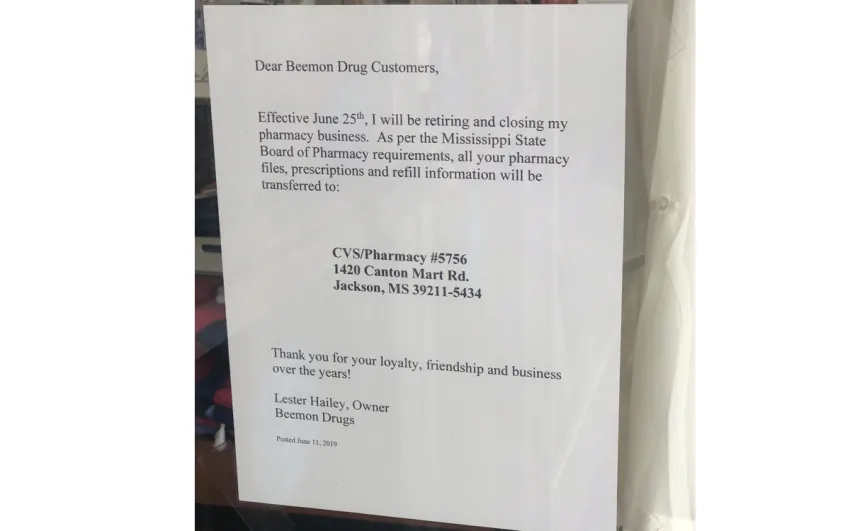 Dear Beemon Drug Customers,
Effective June 25th, I will be retiring and closing my
pharmacy business. As per the Mississippi State
Board of Pharmacy requirements, all your pharmacy
files, prescriptions and refill information will be
transferred to:
CVS/Pharmacy #5756
1420 Canton Mart Rd.
Jackson, MS 39211-5434
Thank you for your loyalty, friendship and business
over the years!
Lester Hailey, Owner
Beemon Drugs
Posted June 11, 2019